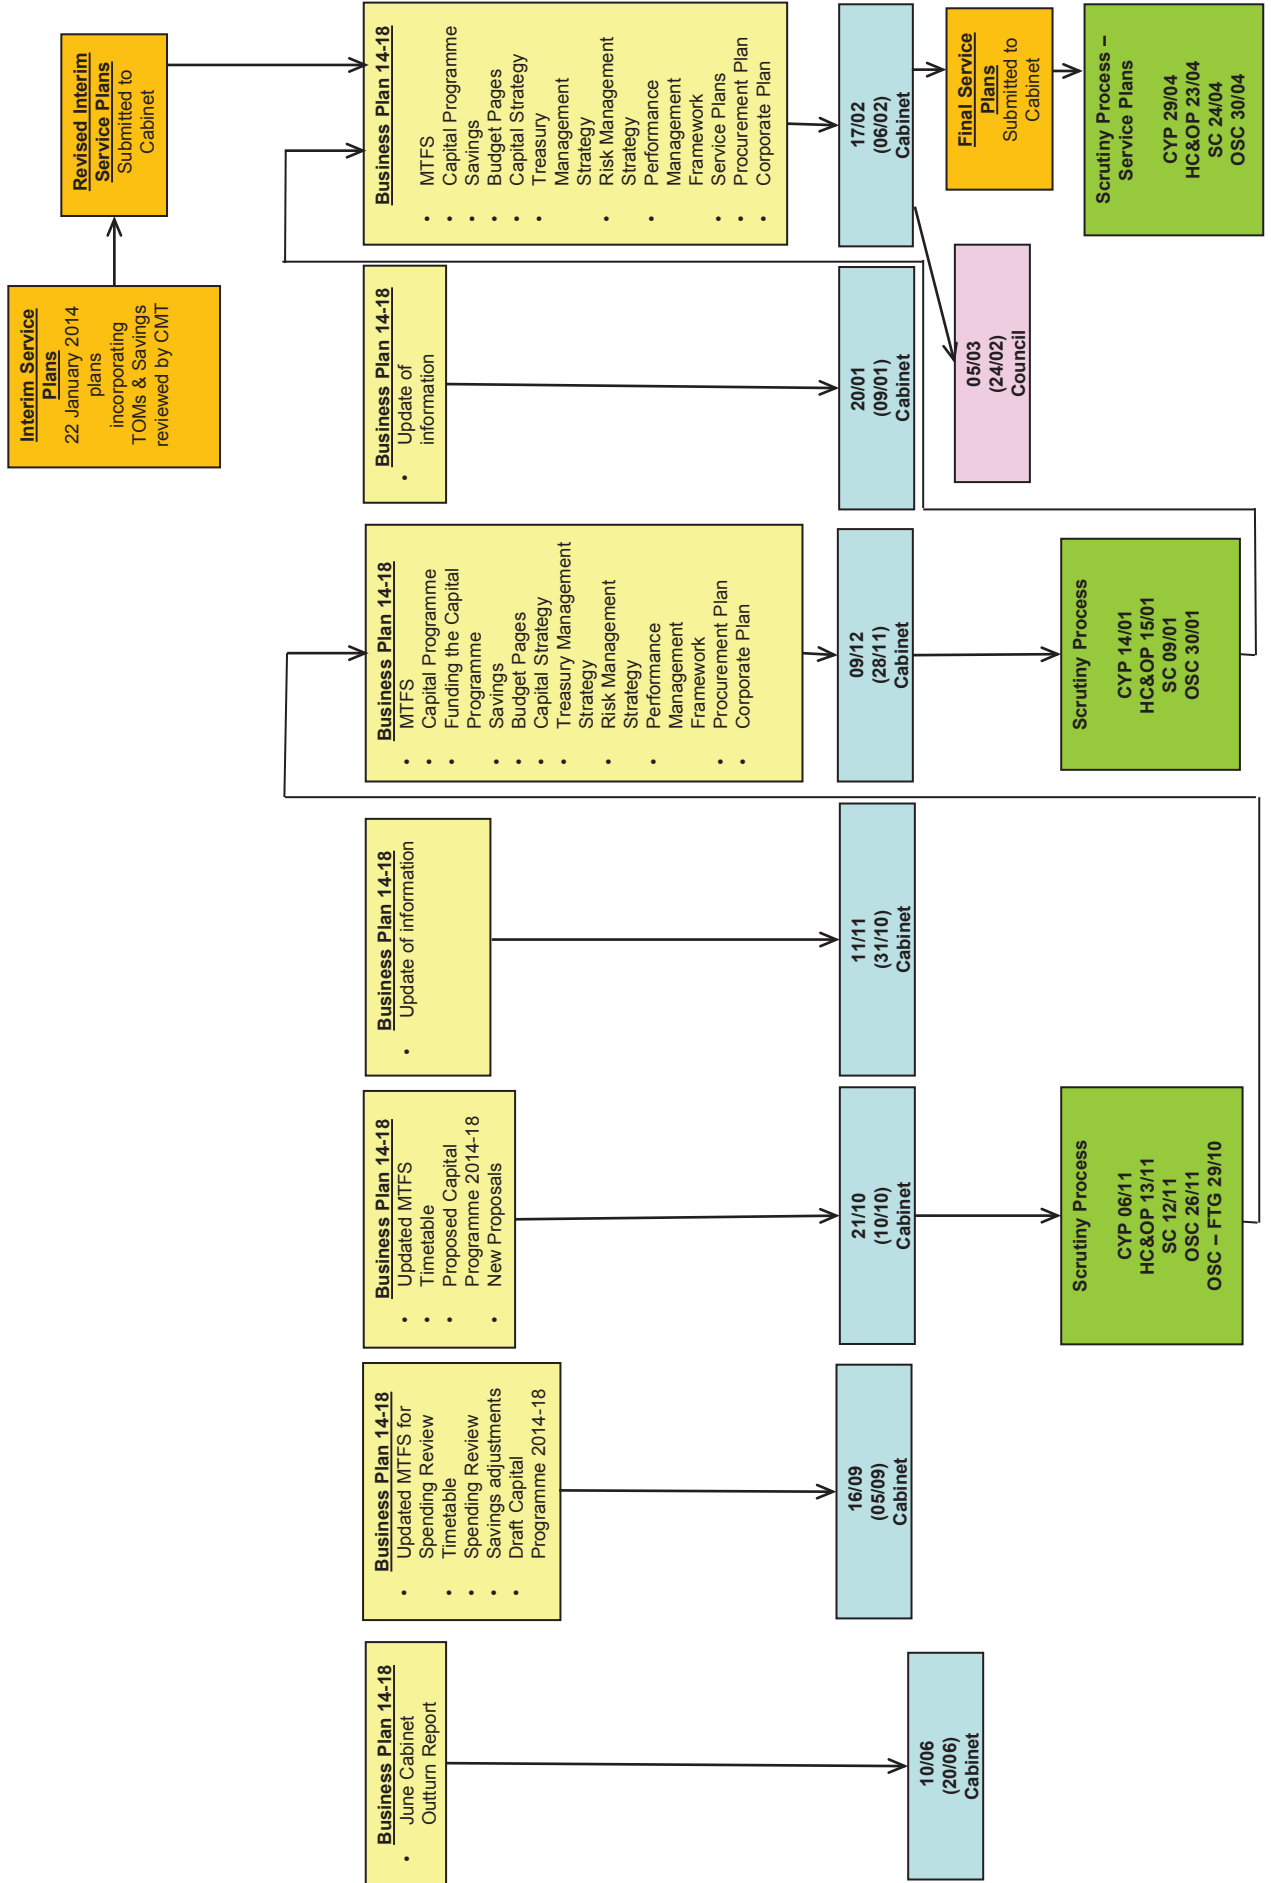 Business Plan 14-18
• June Cabinet
Outturn Report
10/06
(20/06)
Cabinet
Business Plan 14-18
• Updated MTFS for
Spending Review
• Timetable
• Spending Review
• Savings adjustments
• Draft Capital
Programme 2014-18
16/09
(05/09)
Cabinet
Business Plan 14-18
• Updated MTFS
• Timetable
• Proposed Capital
Programme 2014-18
• New Proposals
21/10
(10/10)
Cabinet
Scrutiny Process
CYP 06/11
HC&OP 13/11
SC 12/11
OSC 26/11
OSC – FTG 29/10
Business Plan 14-18
• Update of information
11/11
(31/10)
Cabinet
Business Plan 14-18
• MTFS
• Capital Programme
• Funding the Capital
Programme
• Savings
• Budget Pages
• Capital Strategy
• Treasury Management
Strategy
• Risk Management
Strategy
• Performance
Management
Framework
• Procurement Plan
• Corporate Plan
09/12
(28/11)
Cabinet
Scrutiny Process
CYP 14/01
HC&OP 15/01
SC 09/01
OSC 30/01
Business Plan 14-18
• Update of
information
20/01
(09/01)
Cabinet
Interim Service
Plans
22 January 2014
plans
incorporating
TOMs & Savings
reviewed by CMT
Revised Interim
Service Plans
Submitted to
Cabinet
Business Plan 14-18
• MTFS
• Capital Programme
• Savings
• Budget Pages
• Capital Strategy
• Treasury
Management
Strategy
• Risk Management
Strategy
• Performance
Management
Framework
• Service Plans
• Procurement Plan
• Corporate Plan
17/02
(06/02)
Cabinet
05/03
(24/02)
Council
Final Service
Plans
Submitted to
Cabinet
Scrutiny Process –
Service Plans
CYP 29/04
HC&OP 23/04
SC 24/04
OSC 30/04